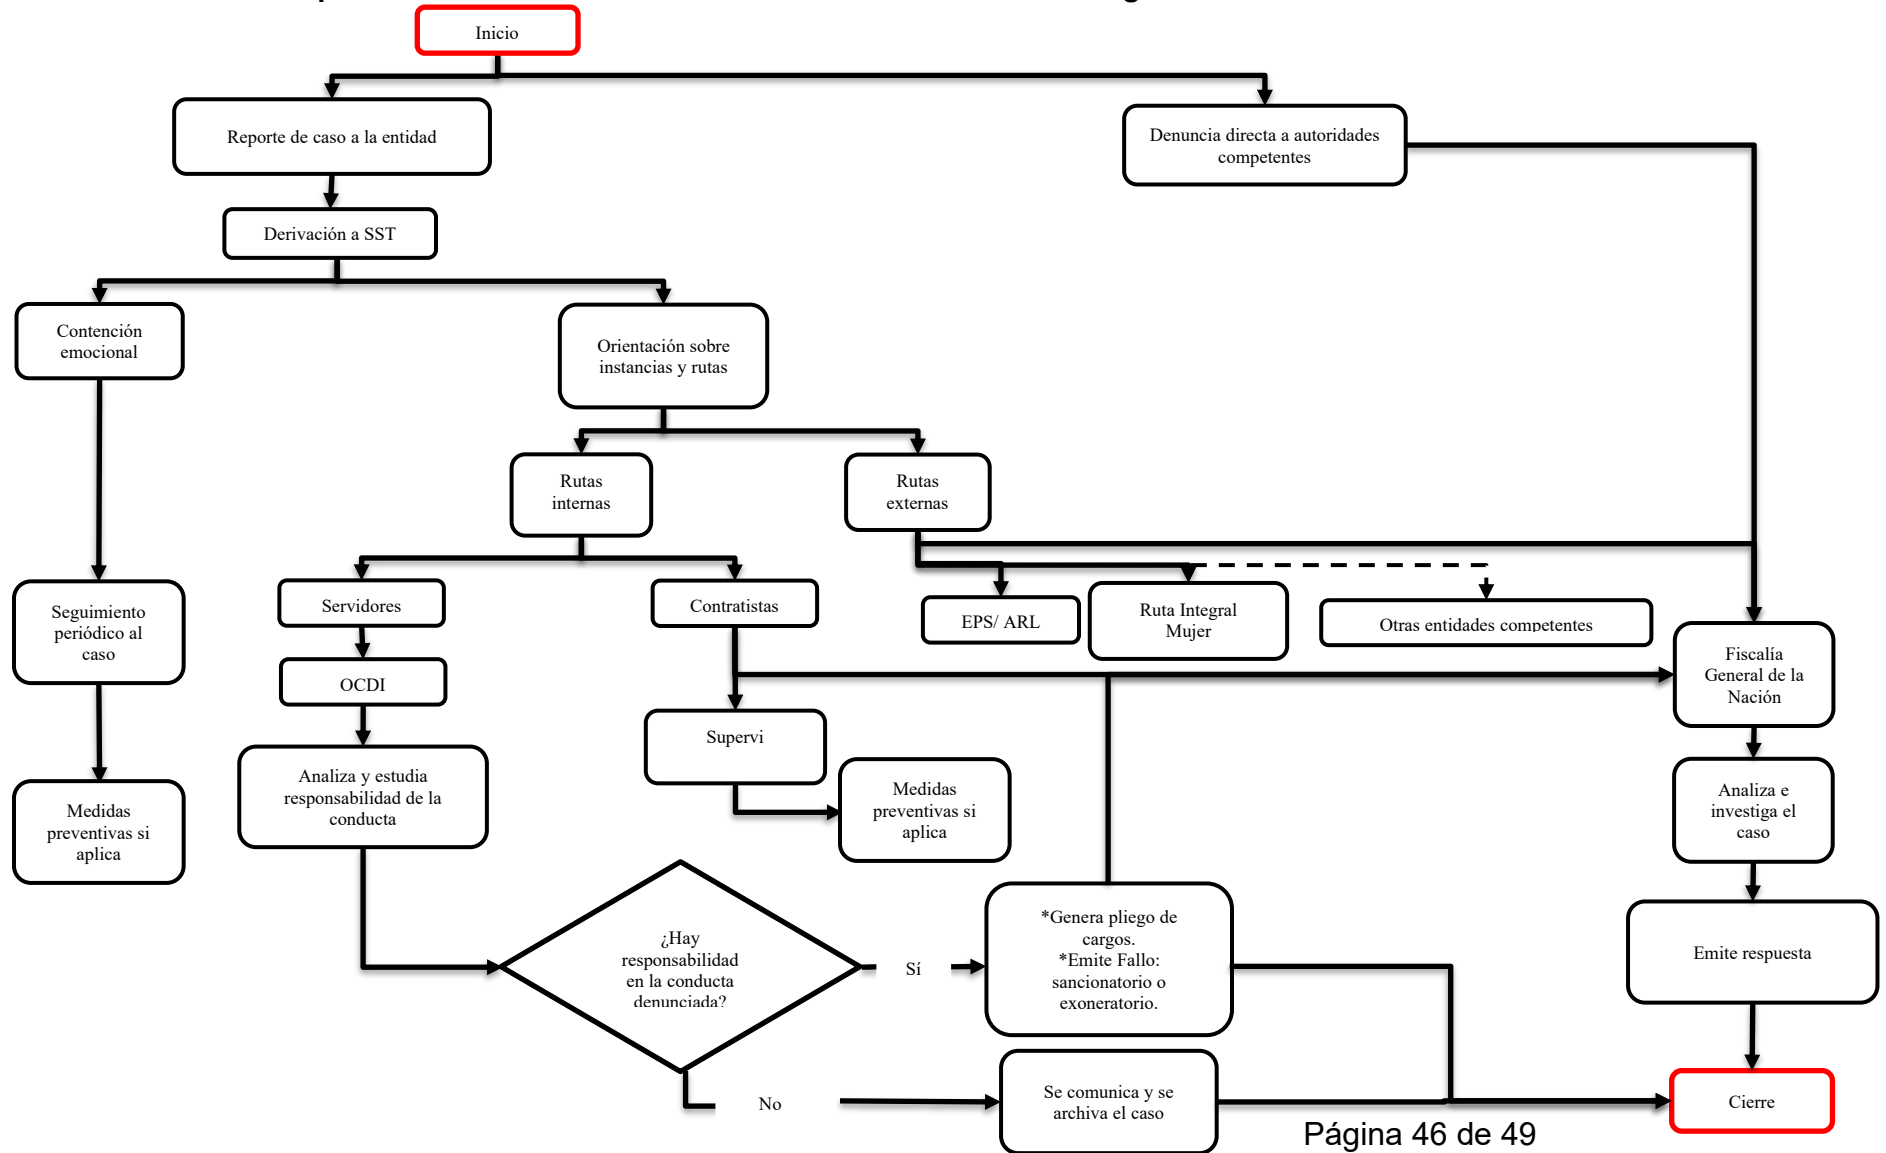 Inicio
Reporte de caso a la entidad
Denuncia directa a autoridades
competentes
Derivación a SST
Contención
emocional
Orientación sobre
instancias y rutas
Rutas
internas
Rutas
externas
Servidores
Contratistas
EPS/ ARL
Ruta Integral
Mujer
Otras entidades competentes
Seguimiento
periódico al
caso
OCDI
Fiscalía
General de la
Nación
Supervi
Analiza y estudia
responsabilidad de la
conducta
Medidas
preventivas si
aplica
Medidas
preventivas si
aplica
Analiza e
investiga el
caso
¿Hay
responsabilidad
en la conducta
denunciada?
Sí
*Genera pliego de
cargos.
*Emite Fallo:
sancionatorio o
exoneratorio.
Emite respuesta
No
Se comunica y se
archiva el caso
Cierre
Página 46 de 49